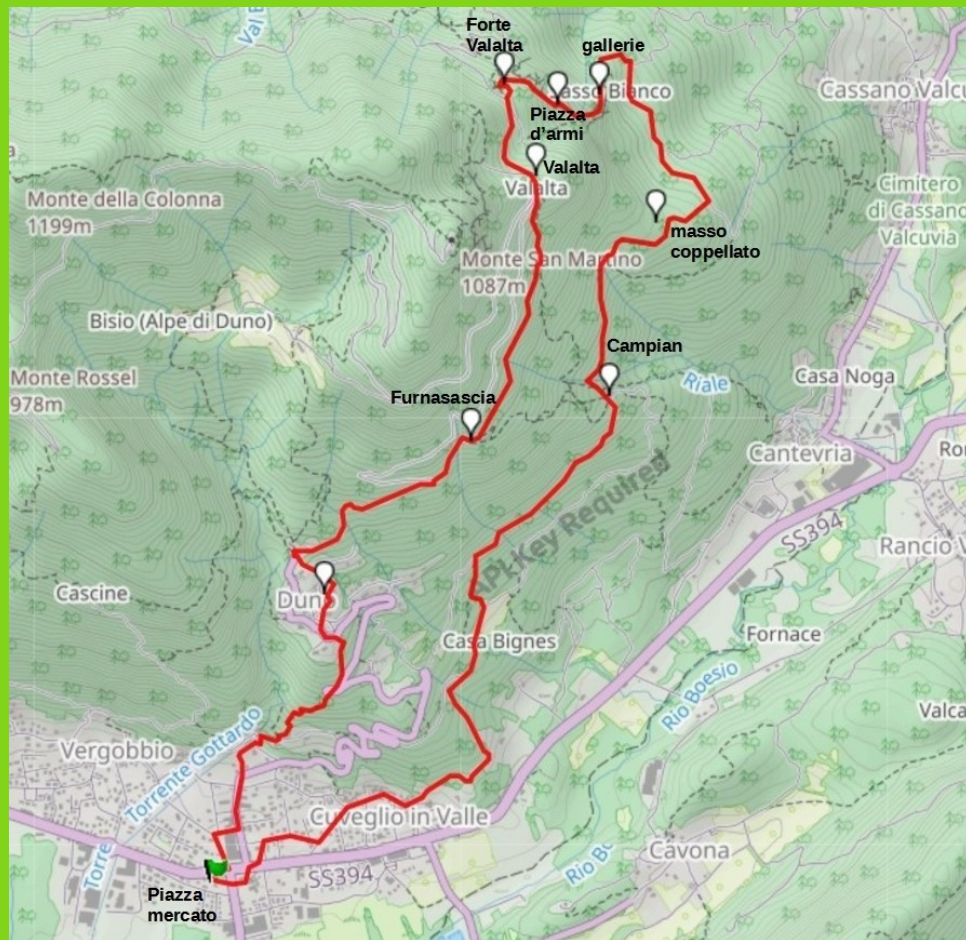 Forte
Valalta
gallerie
Sasso Bianco
Cassano Valcu
Piazza
d'armi
Valalta
Valalta
Monte della Colonna
1199m
Cimitero
di Cassano
Valcuvia
masso
coppellato
Monte San Martino
1087m
Bisio (Alpe di Duno)
Campian
Monte Rossel
978m
Riale
Casa Noga
Furnasascia
Cantevria
API Key Required
SS394
Rancio V
Cascine
Duno
Fornace
Casa Bignes
Rio Boesio
Valca
Vergobbio
Torrente Gottardo
Cuveglio in Valle
Torre
SS394
Rio Bo
Cavona
Piazza
mercato